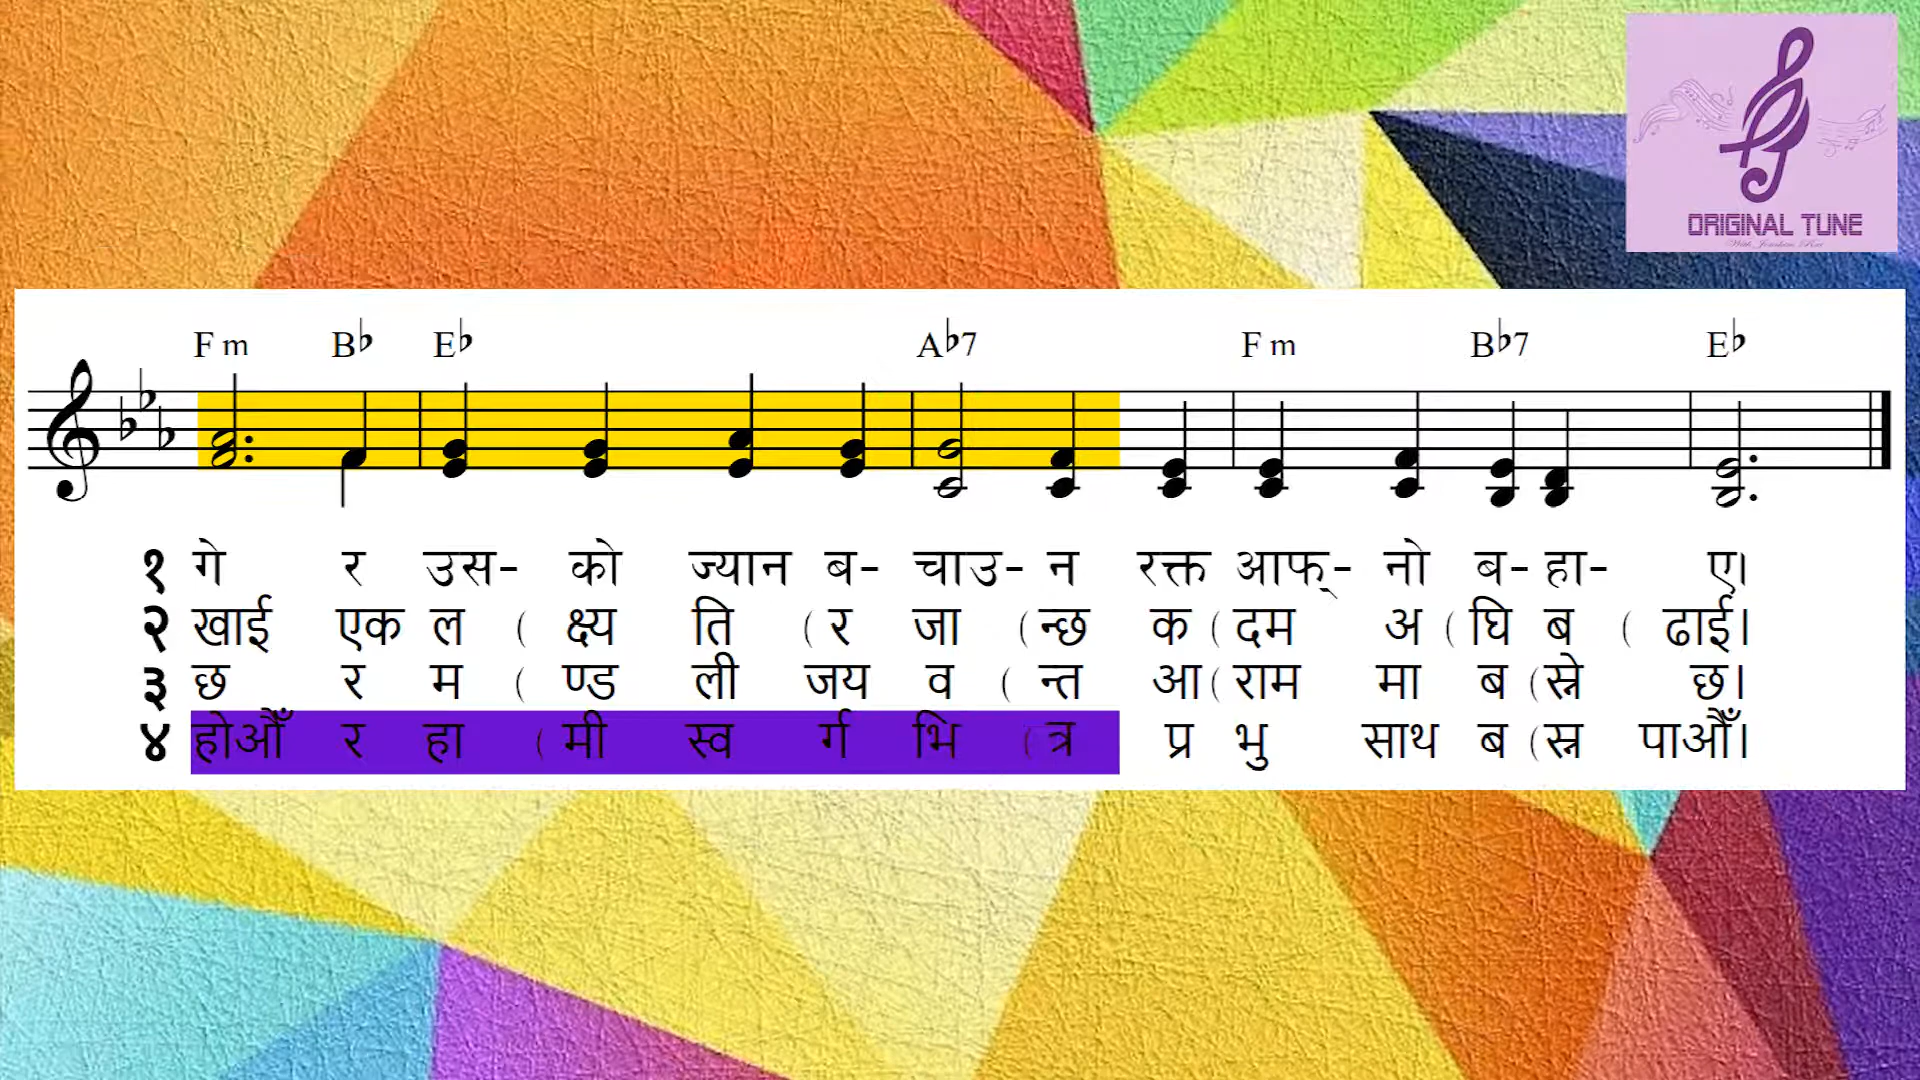 ORIGINAL TUNE
F m B♭ E♭ A♭7 F m B♭7 E♭
१ गे र उस- को ज्यान ब- चाउ- न रक्त आफ्- नो ब- हा- ए।
२ खाई एक ल ( क्ष्य ति ( र जा ( न्छ क ( दम अ ( घि ब ( ढाई।
३ छ र म ( ण्ड ली जय व ( न्त आ ( राम मा ब ( स्ने छ।
४ होऔँ र हा ( मी स्व र्ग भि ( त्र प्र भु साथ ब ( स्न पाऔँ।